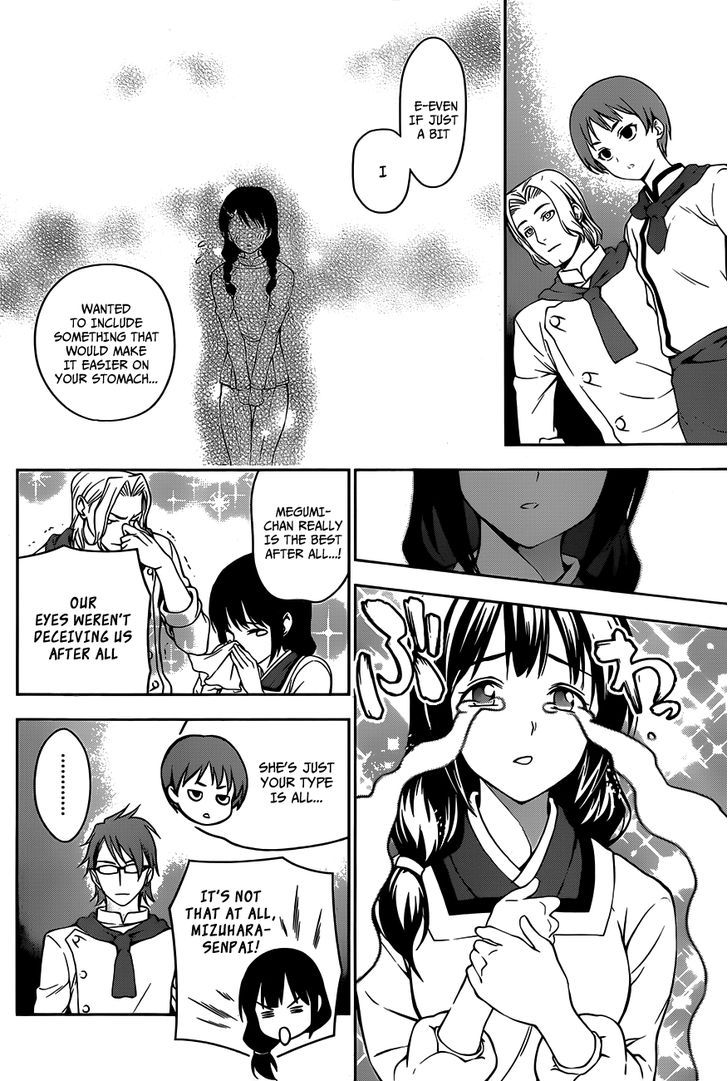 E-EVEN
IF JUST
A BIT
I
WANTED
TO INCLUDE
SOMETHING THAT
WOULD MAKE
IT EASIER ON
YOUR STOMACH...
ぶわ
MEGUMI-
CHAN REALLY
IS THE BEST
AFTER ALL...!
OUR
EYES WEREN'T
DECEIVING US
AFTER ALL
SHE'S JUST
YOUR TYPE
IS ALL...
.........
IT'S NOT
THAT AT ALL,
MIZUHARA-
SENPAI!